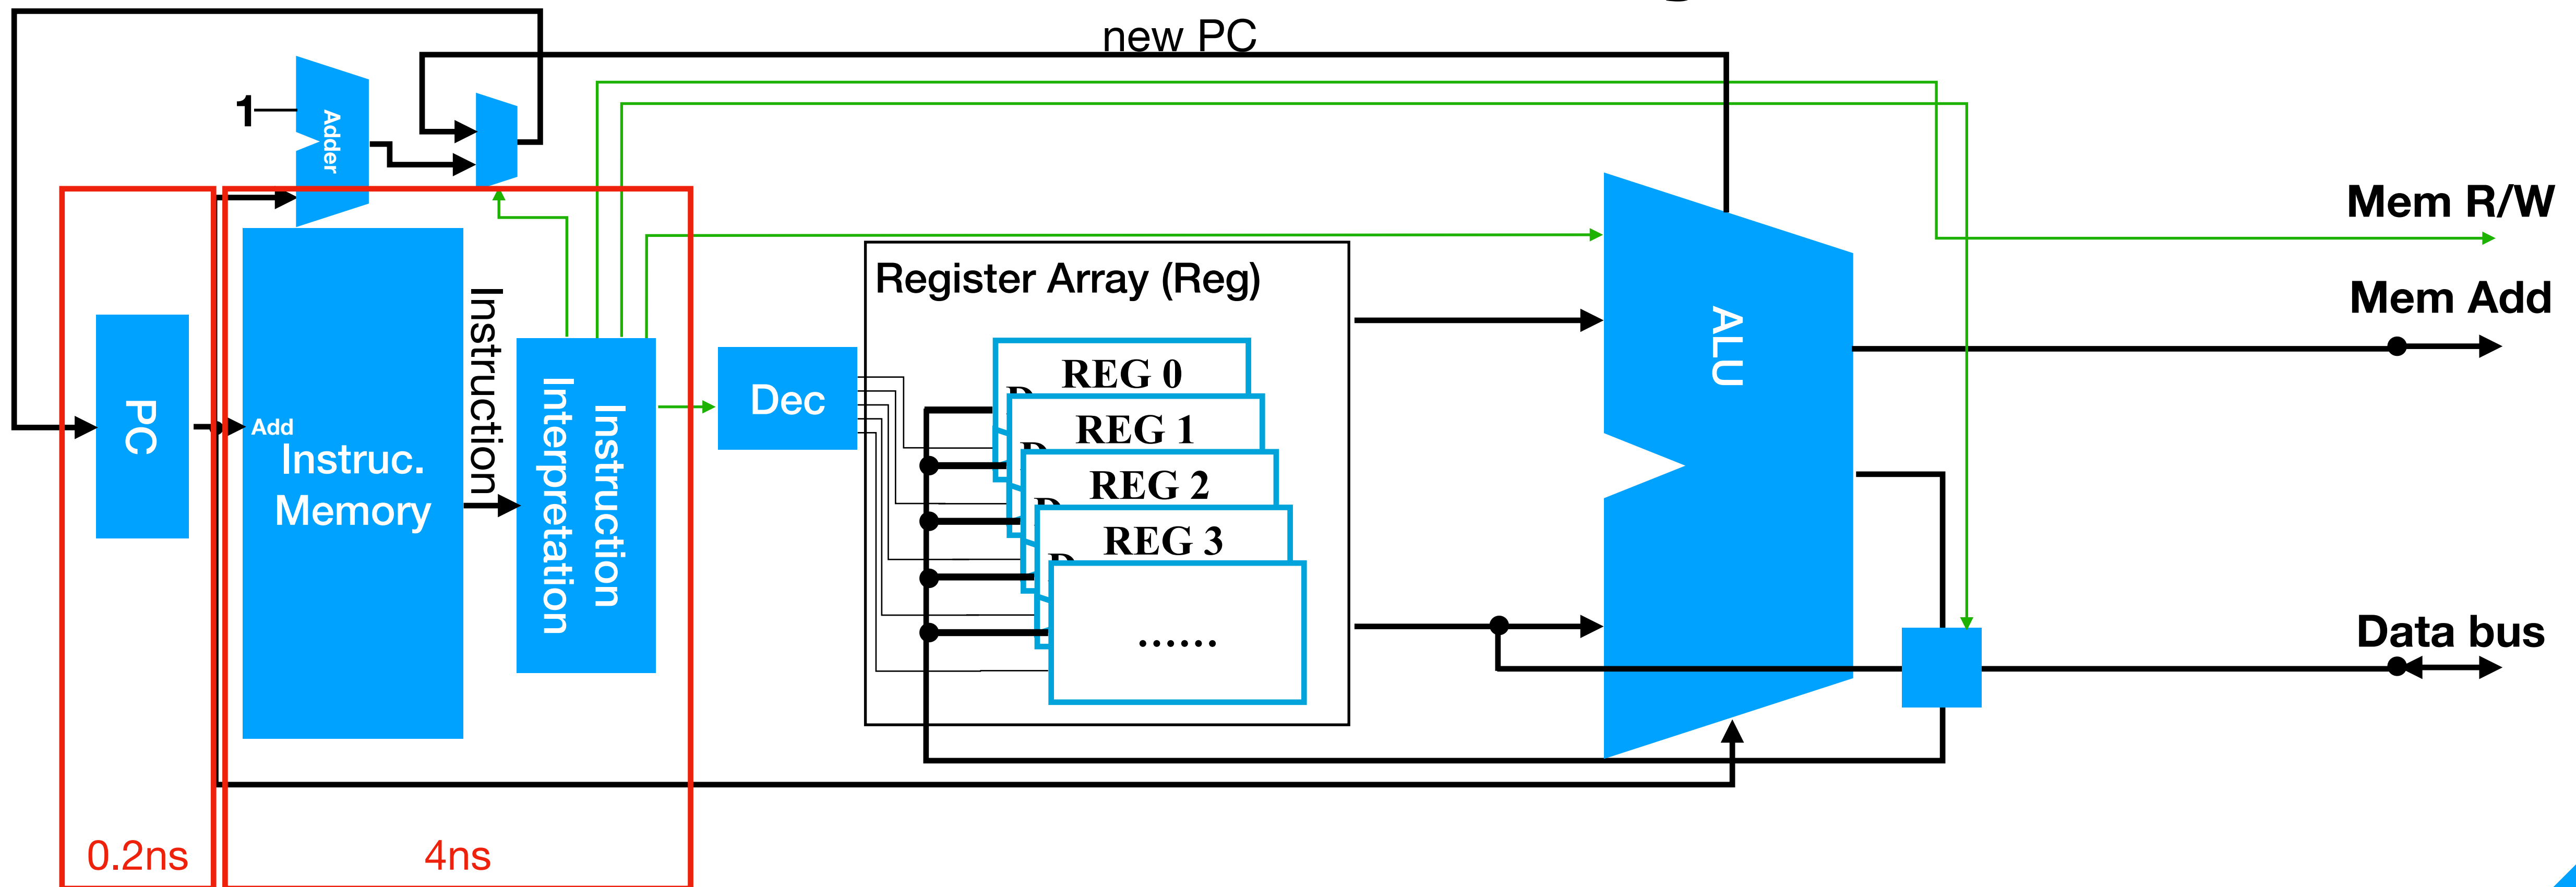 new PC
1
Adder
Mem R/W
Mem Add
Register Array (Reg)
Instruction
Instruction
Interpretation
PC
Add
Instruc.
Memory
Dec
D
REG 0
D
REG 1
D
REG 2
D
REG 3
......
ALU
Data bus
0.2ns
4ns